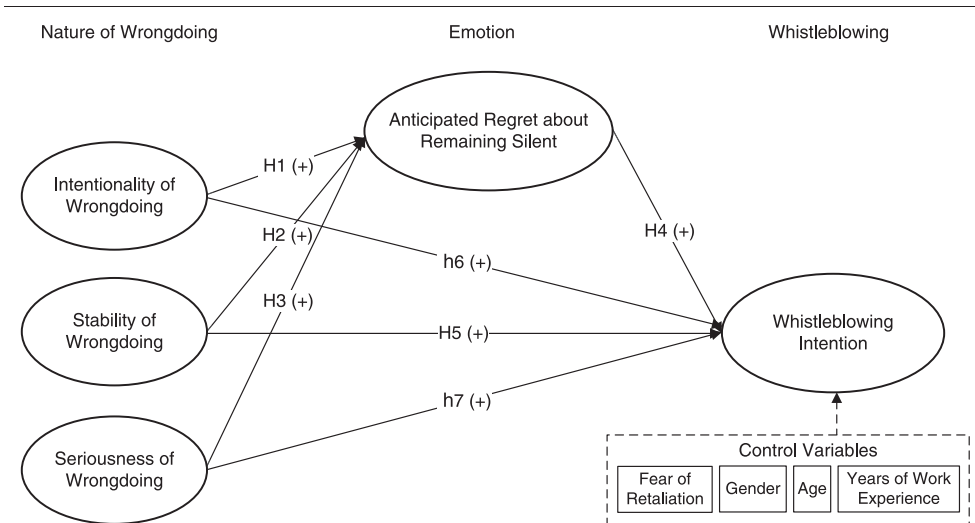 Nature of Wrongdoing
Emotion
Whistleblowing
Anticipated Regret about
Remaining Silent
Intentionality of
Wrongdoing
H1 (+)
H2 (+)
h6 (+)
H4 (+)
H3 (+)
Stability of
Wrongdoing
H5 (+)
Whistleblowing
Intention
h7 (+)
Seriousness of
Wrongdoing
Control Variables
Fear of
Retaliation
Gender
Age
Years of Work
Experience